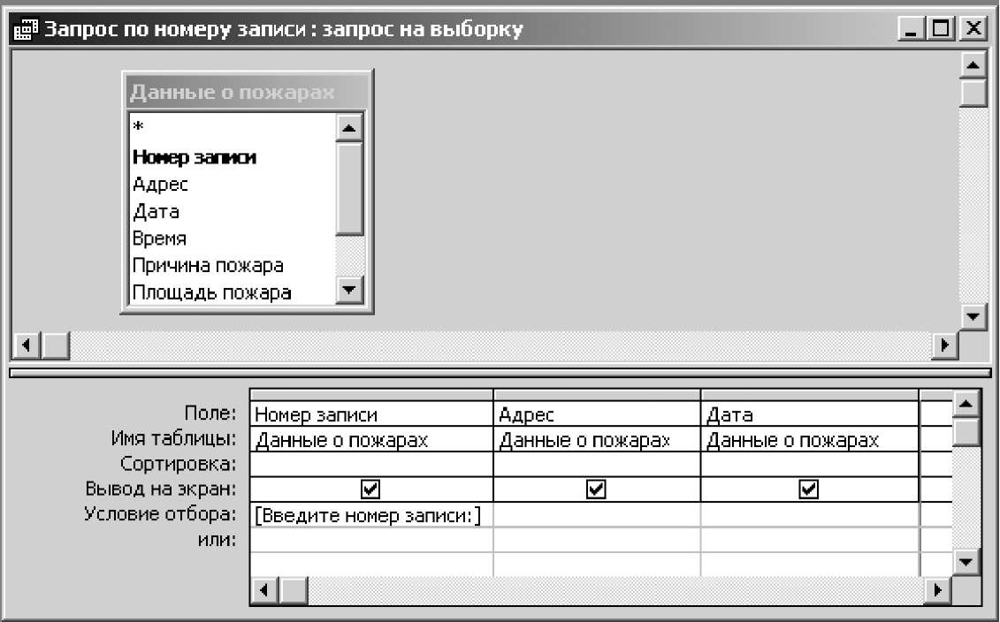 Запрос по номеру записи : запрос на выборку
Данные о пожарах
*
Номер записи
Адрес
Дата
Время
Причина пожара
Площадь пожара
Поле: Номер записи Адрес Дата
Имя таблицы: Данные о пожарах Данные о пожарах Данные о пожарах
Сортировка:
Вывод на экран:
Условие отбора: [Введите номер записи:]
или: